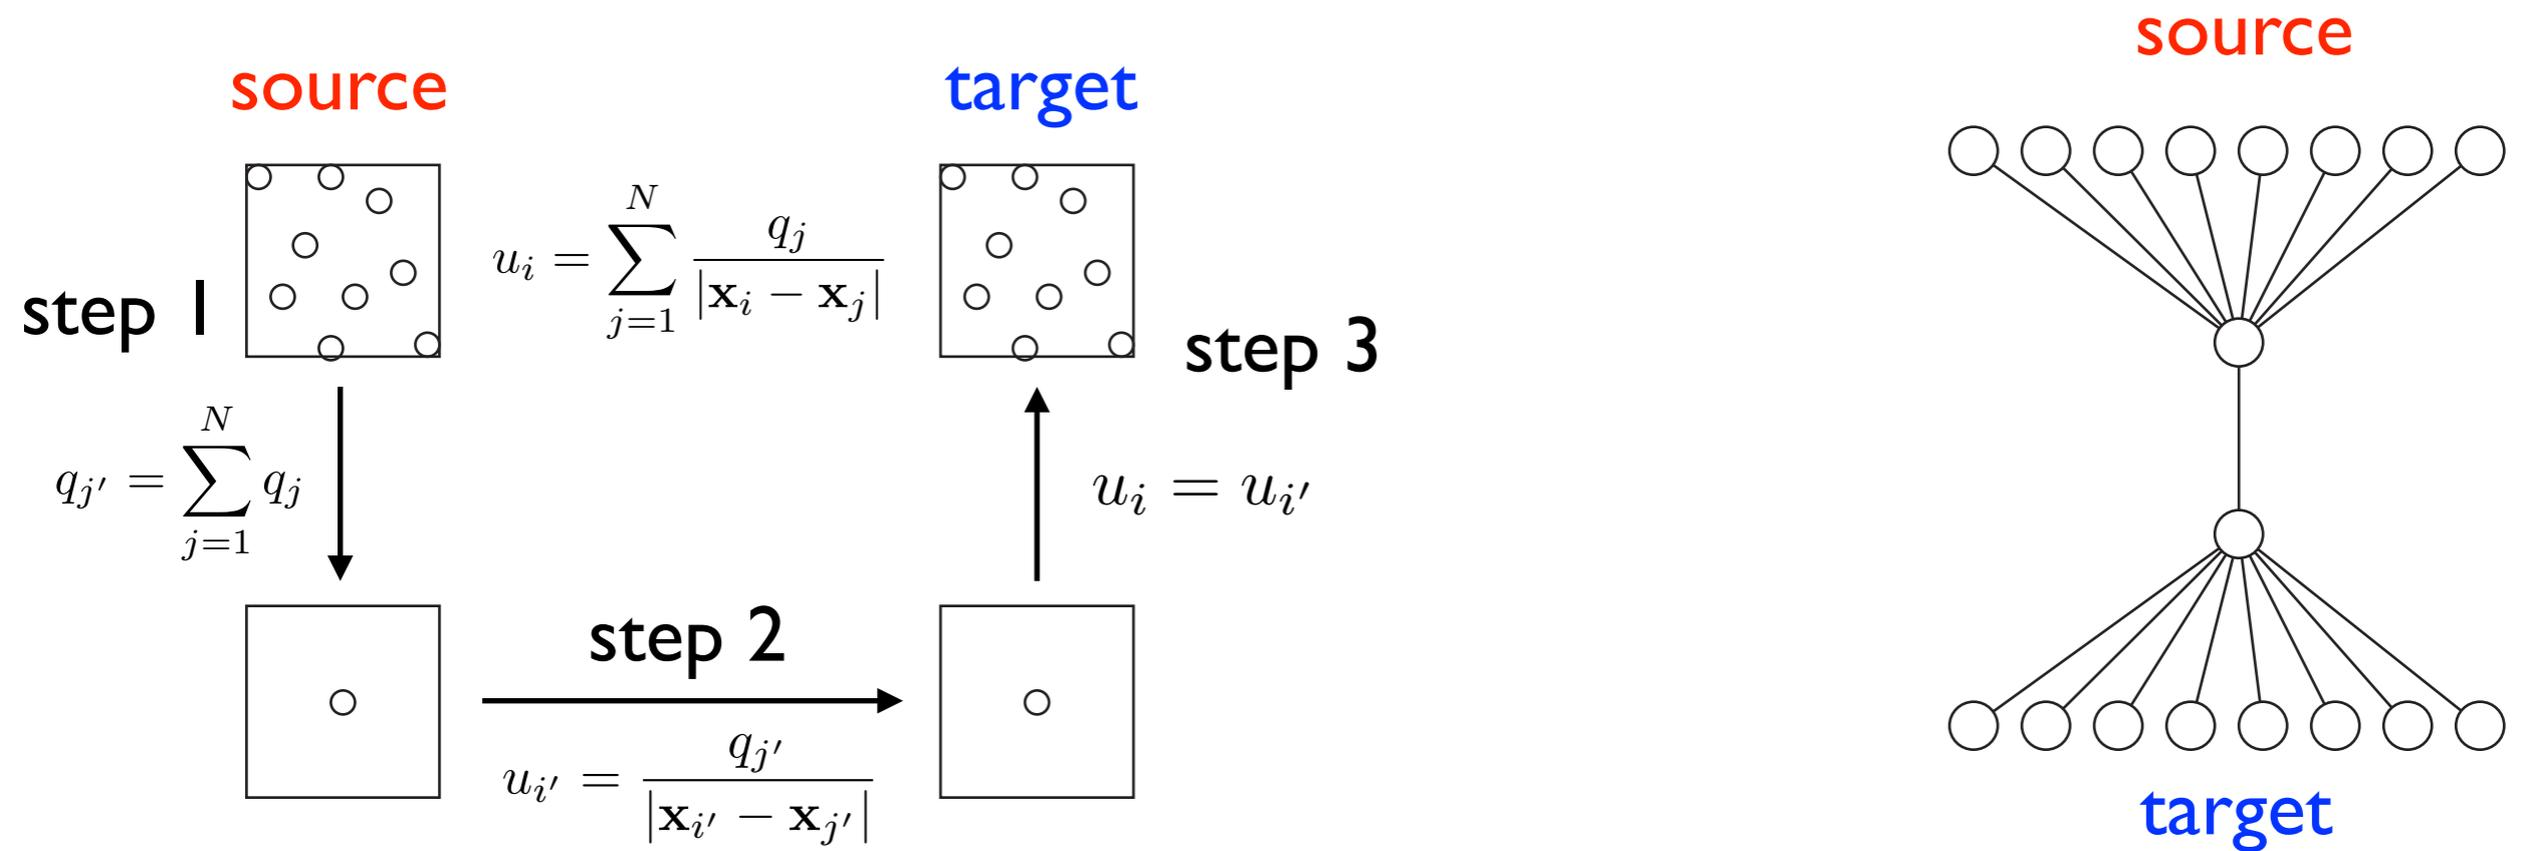 source
target
source
step 1
$u_i = \sum_{j=1}^{N} \frac{q_j}{|\mathbf{x}_i - \mathbf{x}_j|}$
step 3
$q_{j'} = \sum_{j=1}^{N} q_j$
$u_i = u_{i'}$
step 2
$u_{i'} = \frac{q_{j'}}{|\mathbf{x}_{i'} - \mathbf{x}_{j'}|}$
target